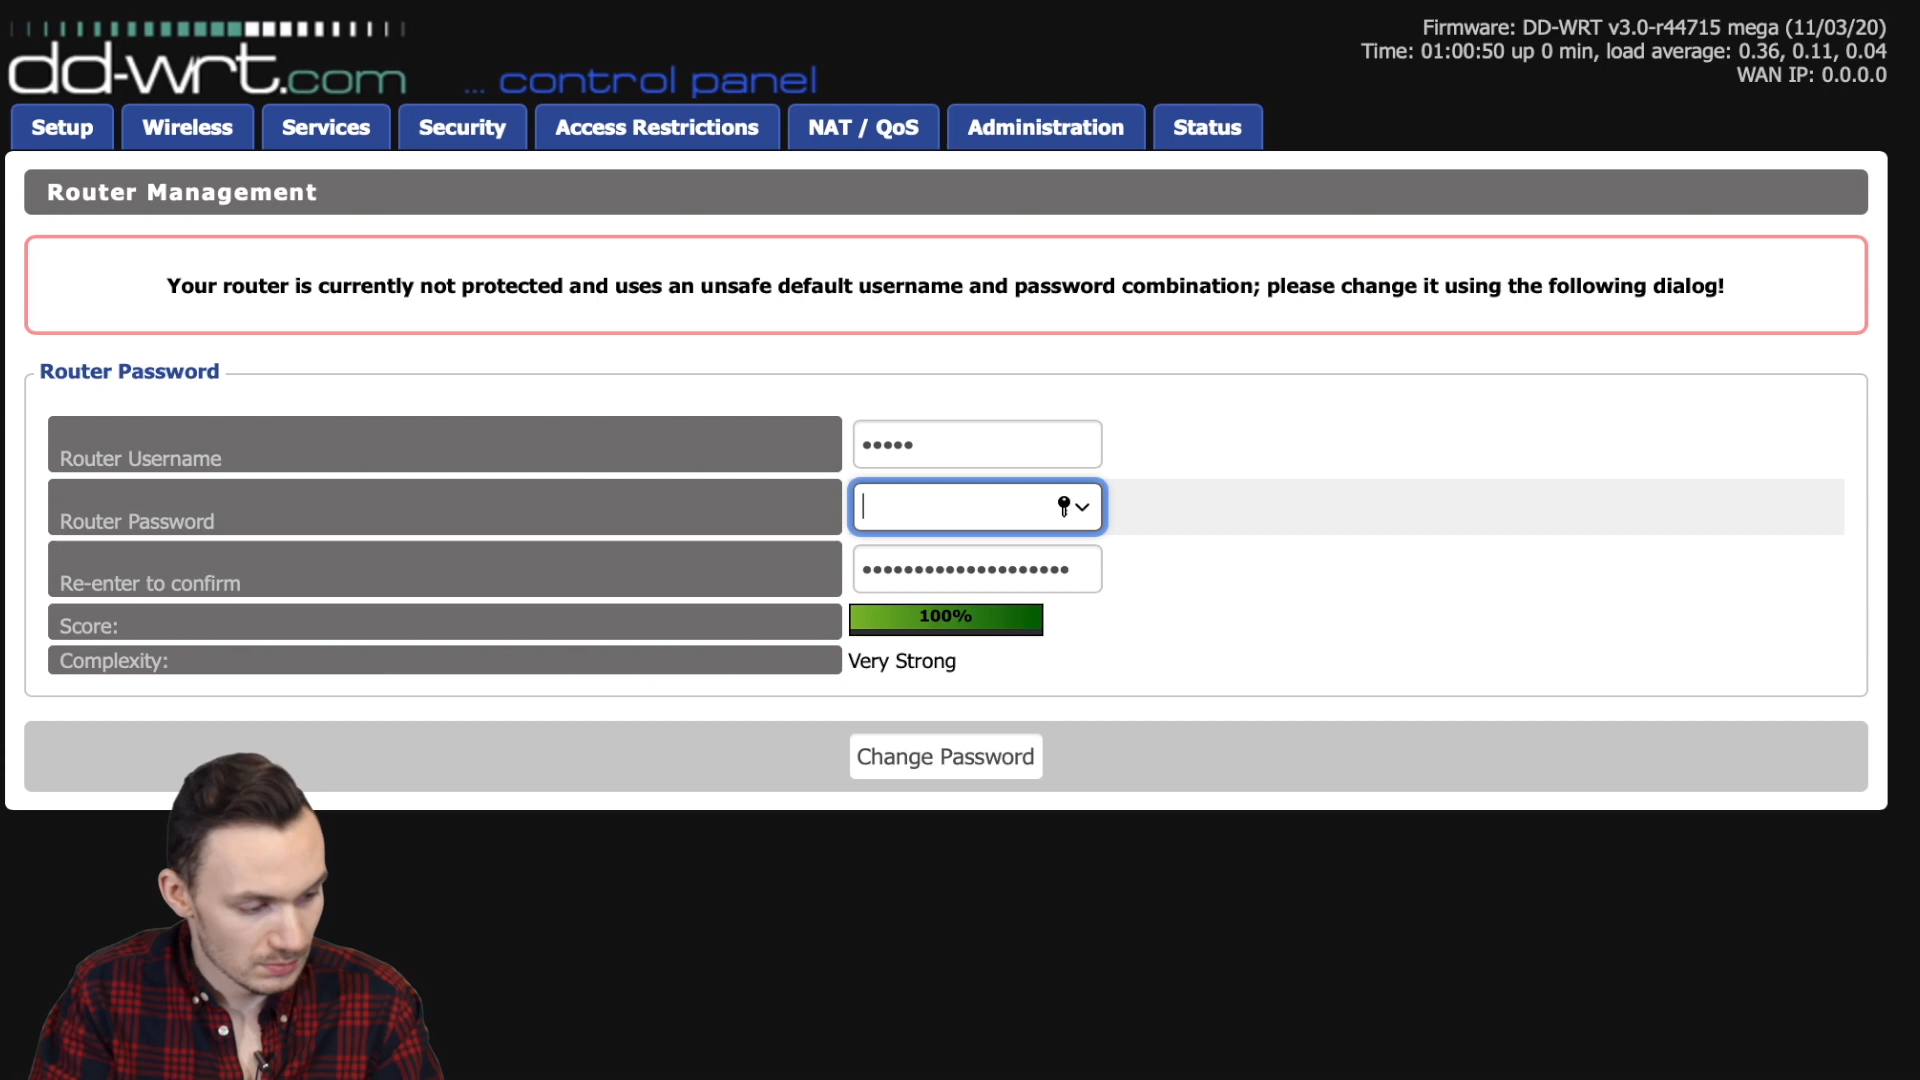 dd-wrt.com ... control panel
Firmware: DD-WRT v3.0-r44715 mega (11/03/20)
Time: 01:00:50 up 0 min, load average: 0.36, 0.11, 0.04
WAN IP: 0.0.0.0
Setup Wireless Services Security Access Restrictions NAT / QoS Administration Status
Router Management
Your router is currently not protected and uses an unsafe default username and password combination; please change it using the following dialog!
Router Password
Router Username •••••
Router Password
Re-enter to confirm ••••••••••••••••••••
Score: 100%
Complexity: Very Strong
Change Password